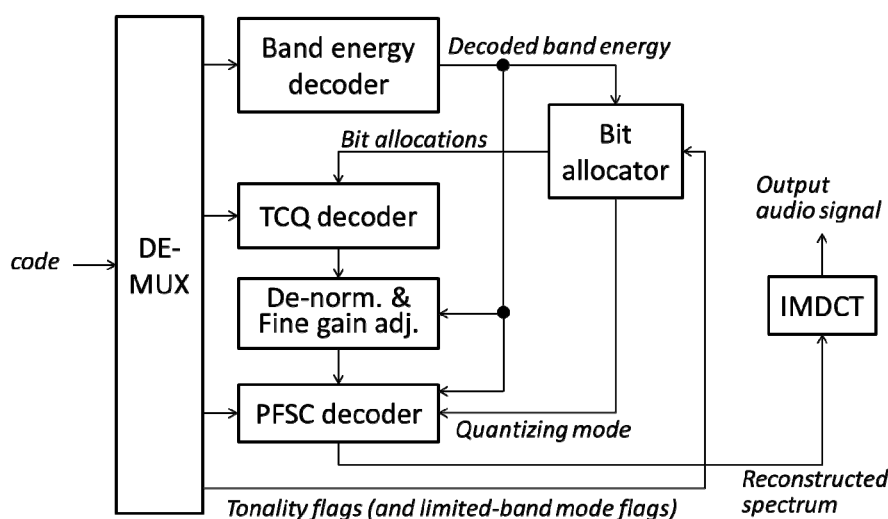 Band energy
decoder
Decoded band energy
Bit allocations
Bit
allocator
TCQ decoder
Output
audio signal
code
DE-
MUX
De-norm. &
Fine gain adj.
IMDCT
PFSC decoder
Quantizing mode
Reconstructed
spectrum
Tonality flags (and limited-band mode flags)